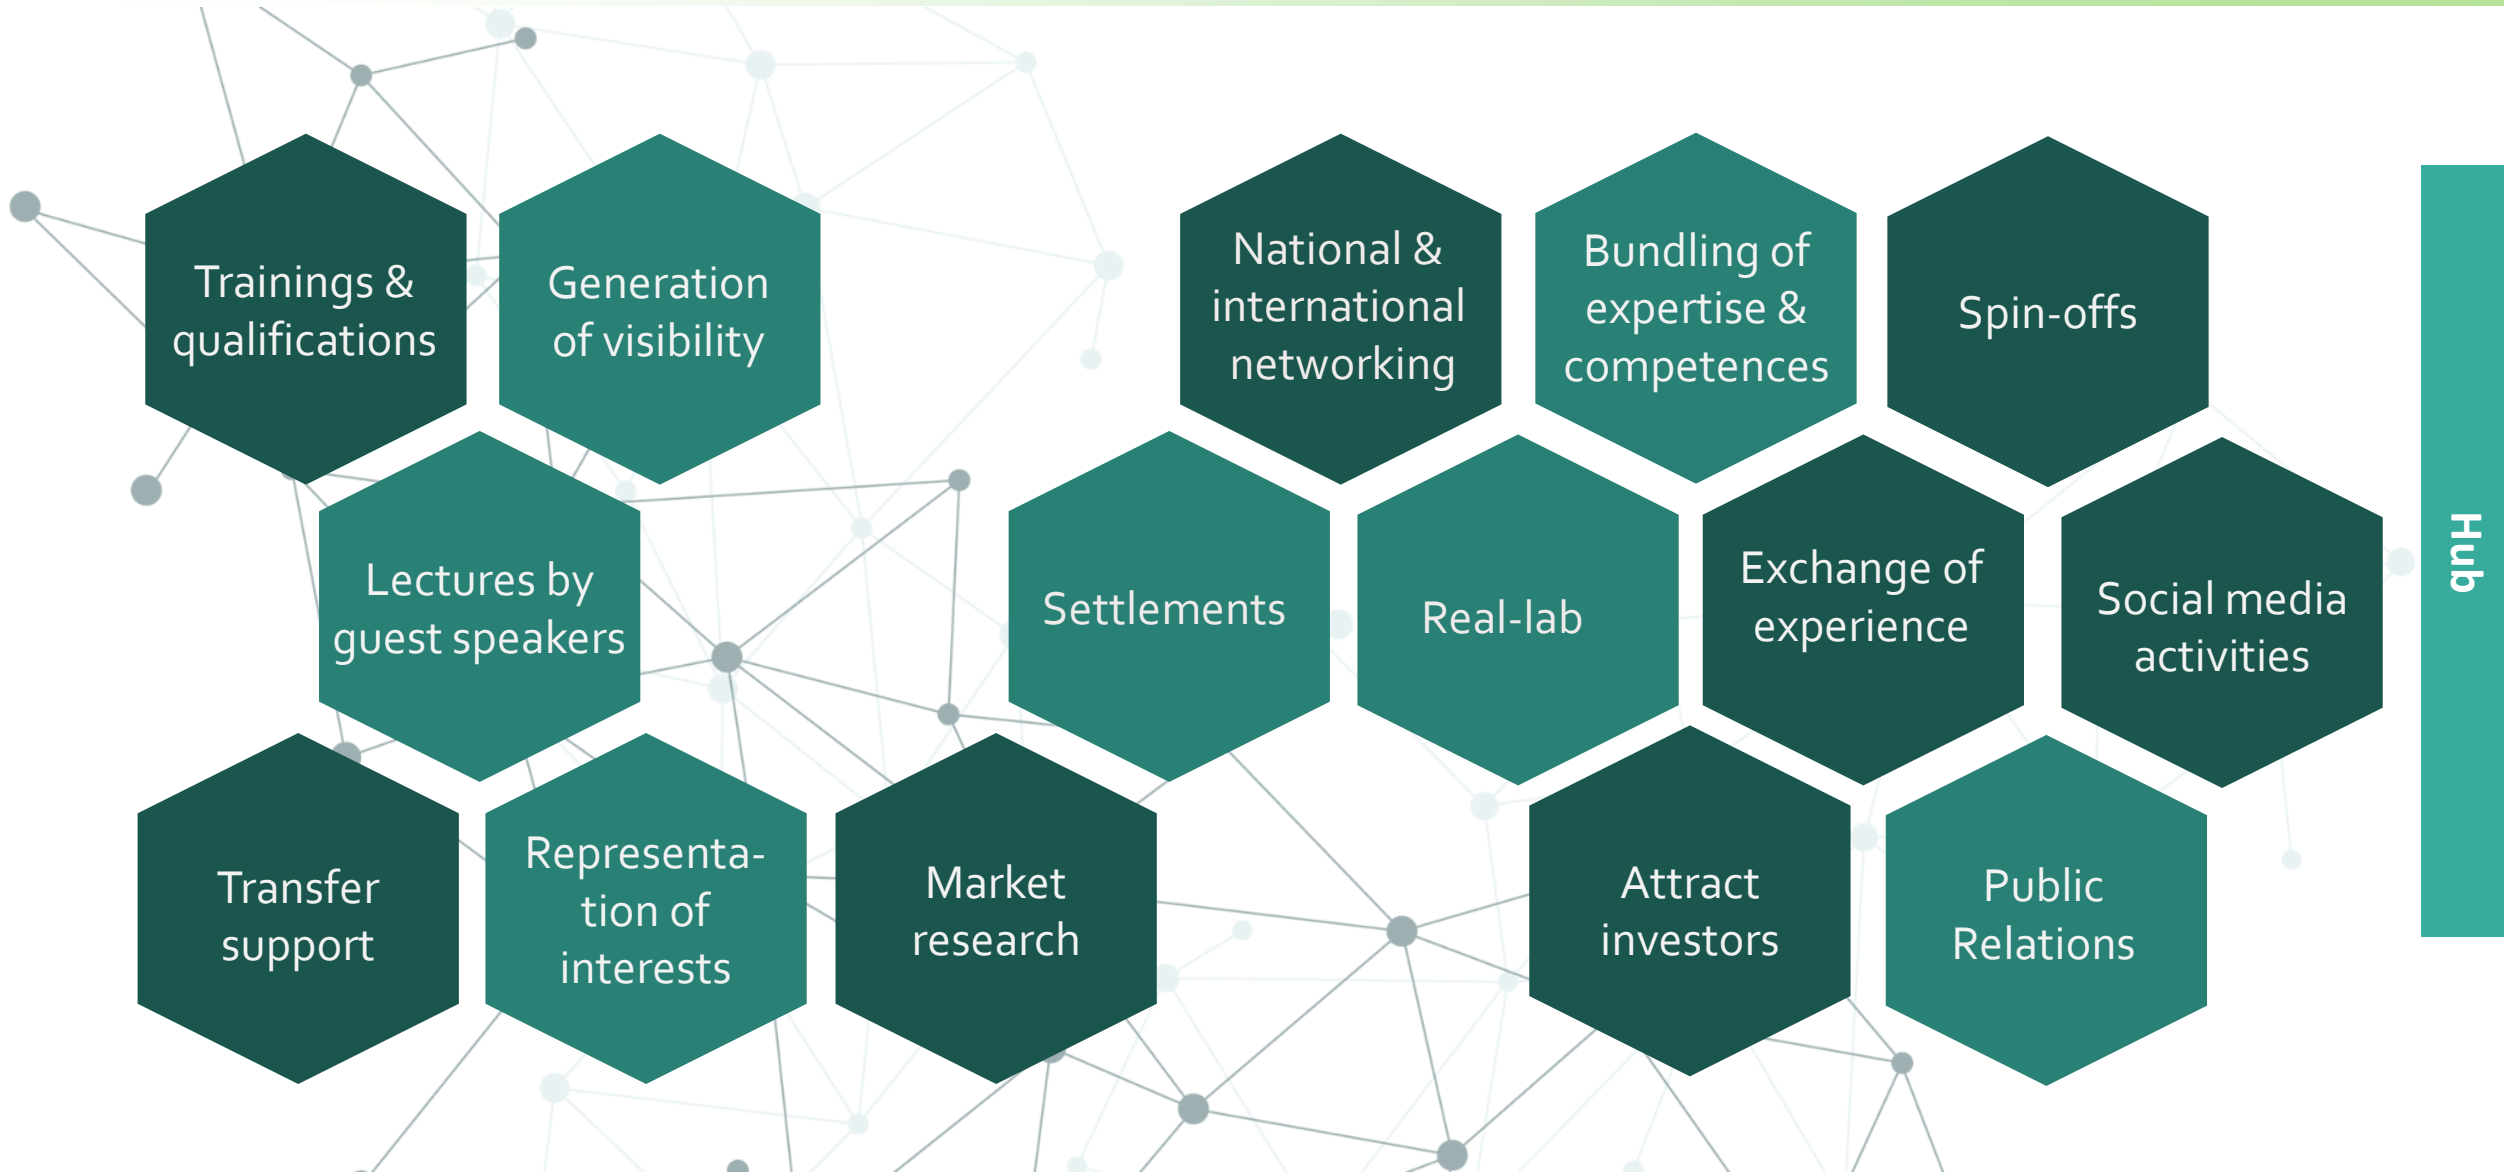 Trainings &
qualifications
Generation
of visibility
National &
international
networking
Bundling of
expertise &
competences
Spin-offs
Lectures by
guest speakers
Settlements
Real-lab
Exchange of
experience
Social media
activities
Transfer
support
Representa-
tion of
interests
Market
research
Attract
investors
Public
Relations
Hub